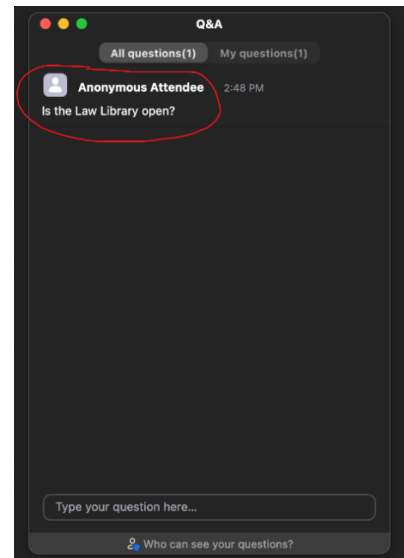 Q&A
All questions(1) My questions(1)
Anonymous Attendee 2:48 PM
Is the Law Library open?
Type your question here...
Who can see your questions?